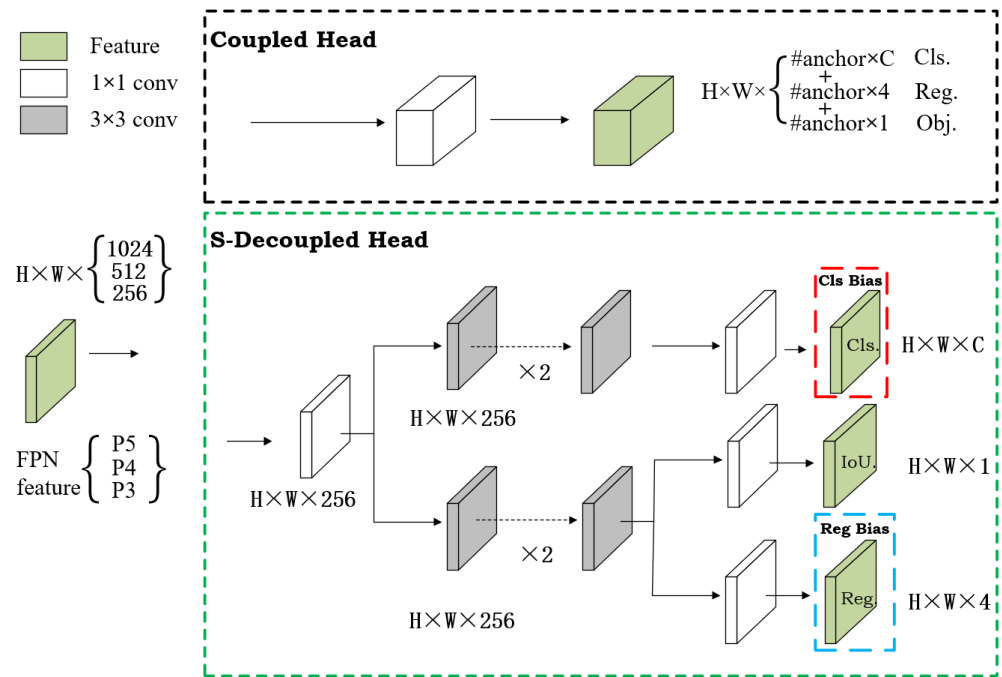 Feature
1×1 conv
3×3 conv
Coupled Head
H×W×
#anchor×C Cls.
+
#anchor×4 Reg.
+
#anchor×1 Obj.
H×W×
1024
512
256
FPN
feature
P5
P4
P3
S-Decoupled Head
H×W×256
×2
H×W×256
Cls Bias
Cls.
H×W×C
IoU.
H×W×1
×2
H×W×256
Reg Bias
Reg.
H×W×4